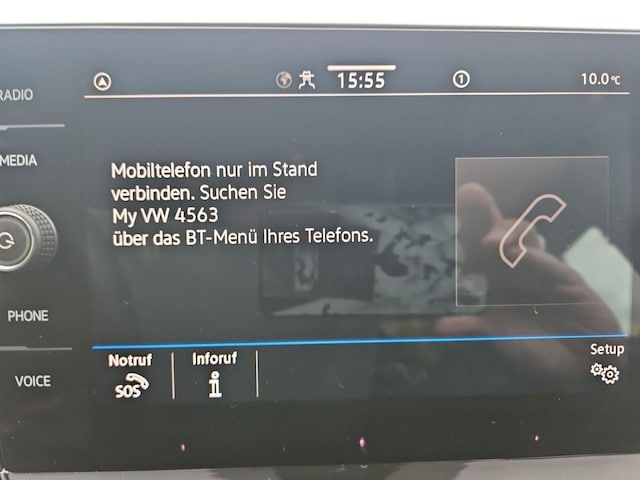 RADIO
15:55
1
10.0°C
MEDIA
Mobiltelefon nur im Stand
verbinden. Suchen Sie
My VW 4563
über das BT-Menü Ihres Telefons.
PHONE
VOICE
Notruf
SOS
Inforuf
i
Setup